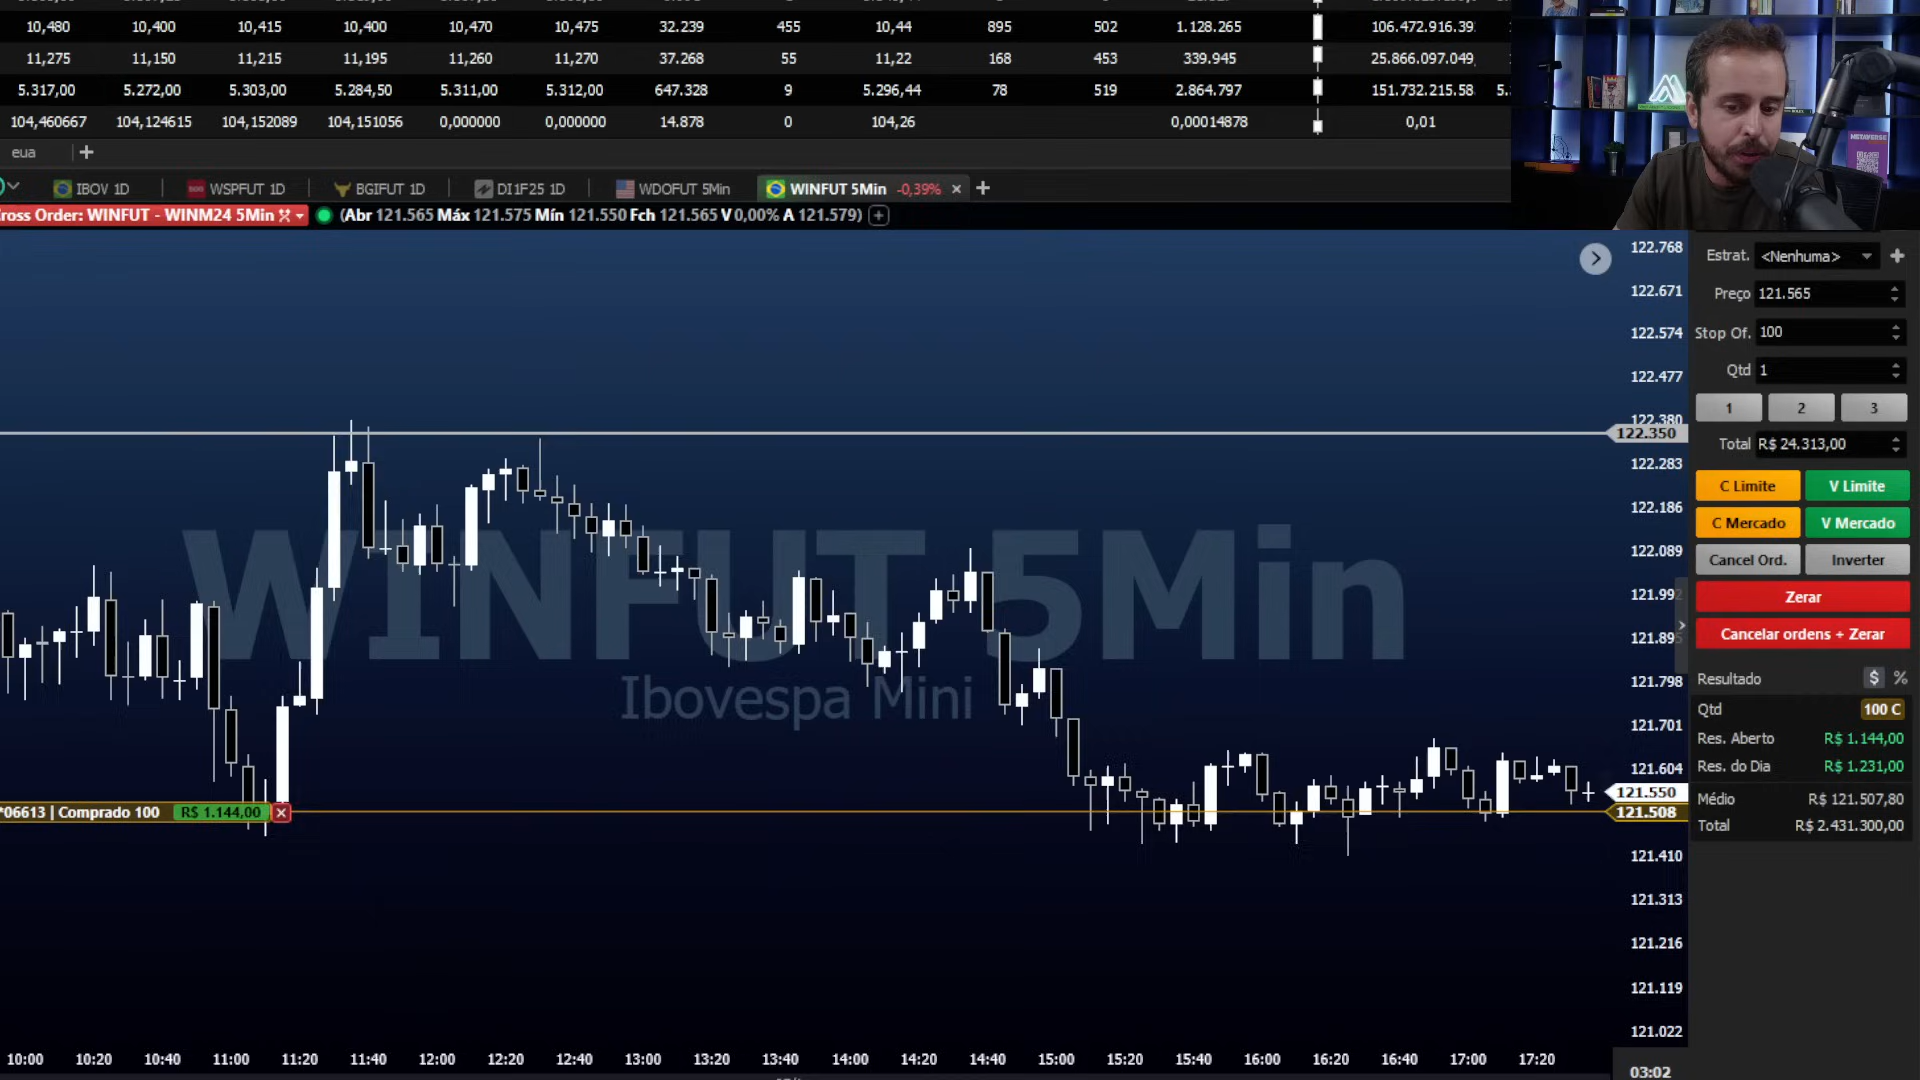 10,480 10,400 10,415 10,400 10,470 10,475 32.239 455 10,44 895 502 1.128.265 106.472.916.39
11,275 11,150 11,215 11,195 11,260 11,270 37.268 55 11,22 168 453 339.945 25.866.097.049,
5.317,00 5.272,00 5.303,00 5.284,50 5.311,00 5.312,00 647.328 9 5.296,44 78 519 2.864.797 151.732.215.58 5.
104,460667 104,124615 104,152089 104,151056 0,000000 0,000000 14.878 0 104,26 0,00014878 0,01
METAVERSE
eua +
IBOV 1D WSPFUT 1D BGIFUT 1D DI1F25 1D WDOFUT 5Min WINFUT 5Min -0,39% × +
ross Order: WINFUT - WINM24 5Min (Abr 121.565 Máx 121.575 Mín 121.550 Fch 121.565 V 0,00% A 121.579) +
WINFUT 5Min
Ibovespa Mini
*06613 | Comprado 100 R$ 1.144,00 x
122.768
122.671
122.574
122.477
122.380
122.350
122.283
122.186
122.089
121.992
121.895
121.798
121.701
121.604
121.550
121.508
121.410
121.313
121.216
121.119
121.022
10:00 10:20 10:40 11:00 11:20 11:40 12:00 12:20 12:40 13:00 13:20 13:40 14:00 14:20 14:40 15:00 15:20 15:40 16:00 16:20 16:40 17:00 17:20
03:02
Estrat. <Nenhuma> +
Preço 121.565
Stop Of. 100
Qtd 1
1 2 3
Total R$ 24.313,00
C Limite V Limite
C Mercado V Mercado
Cancel Ord. Inverter
Zerar
Cancelar ordens + Zerar
Resultado $ %
Qtd 100 C
Res. Aberto R$ 1.144,00
Res. do Dia R$ 1.231,00
Médio R$ 121.507,80
Total R$ 2.431.300,00